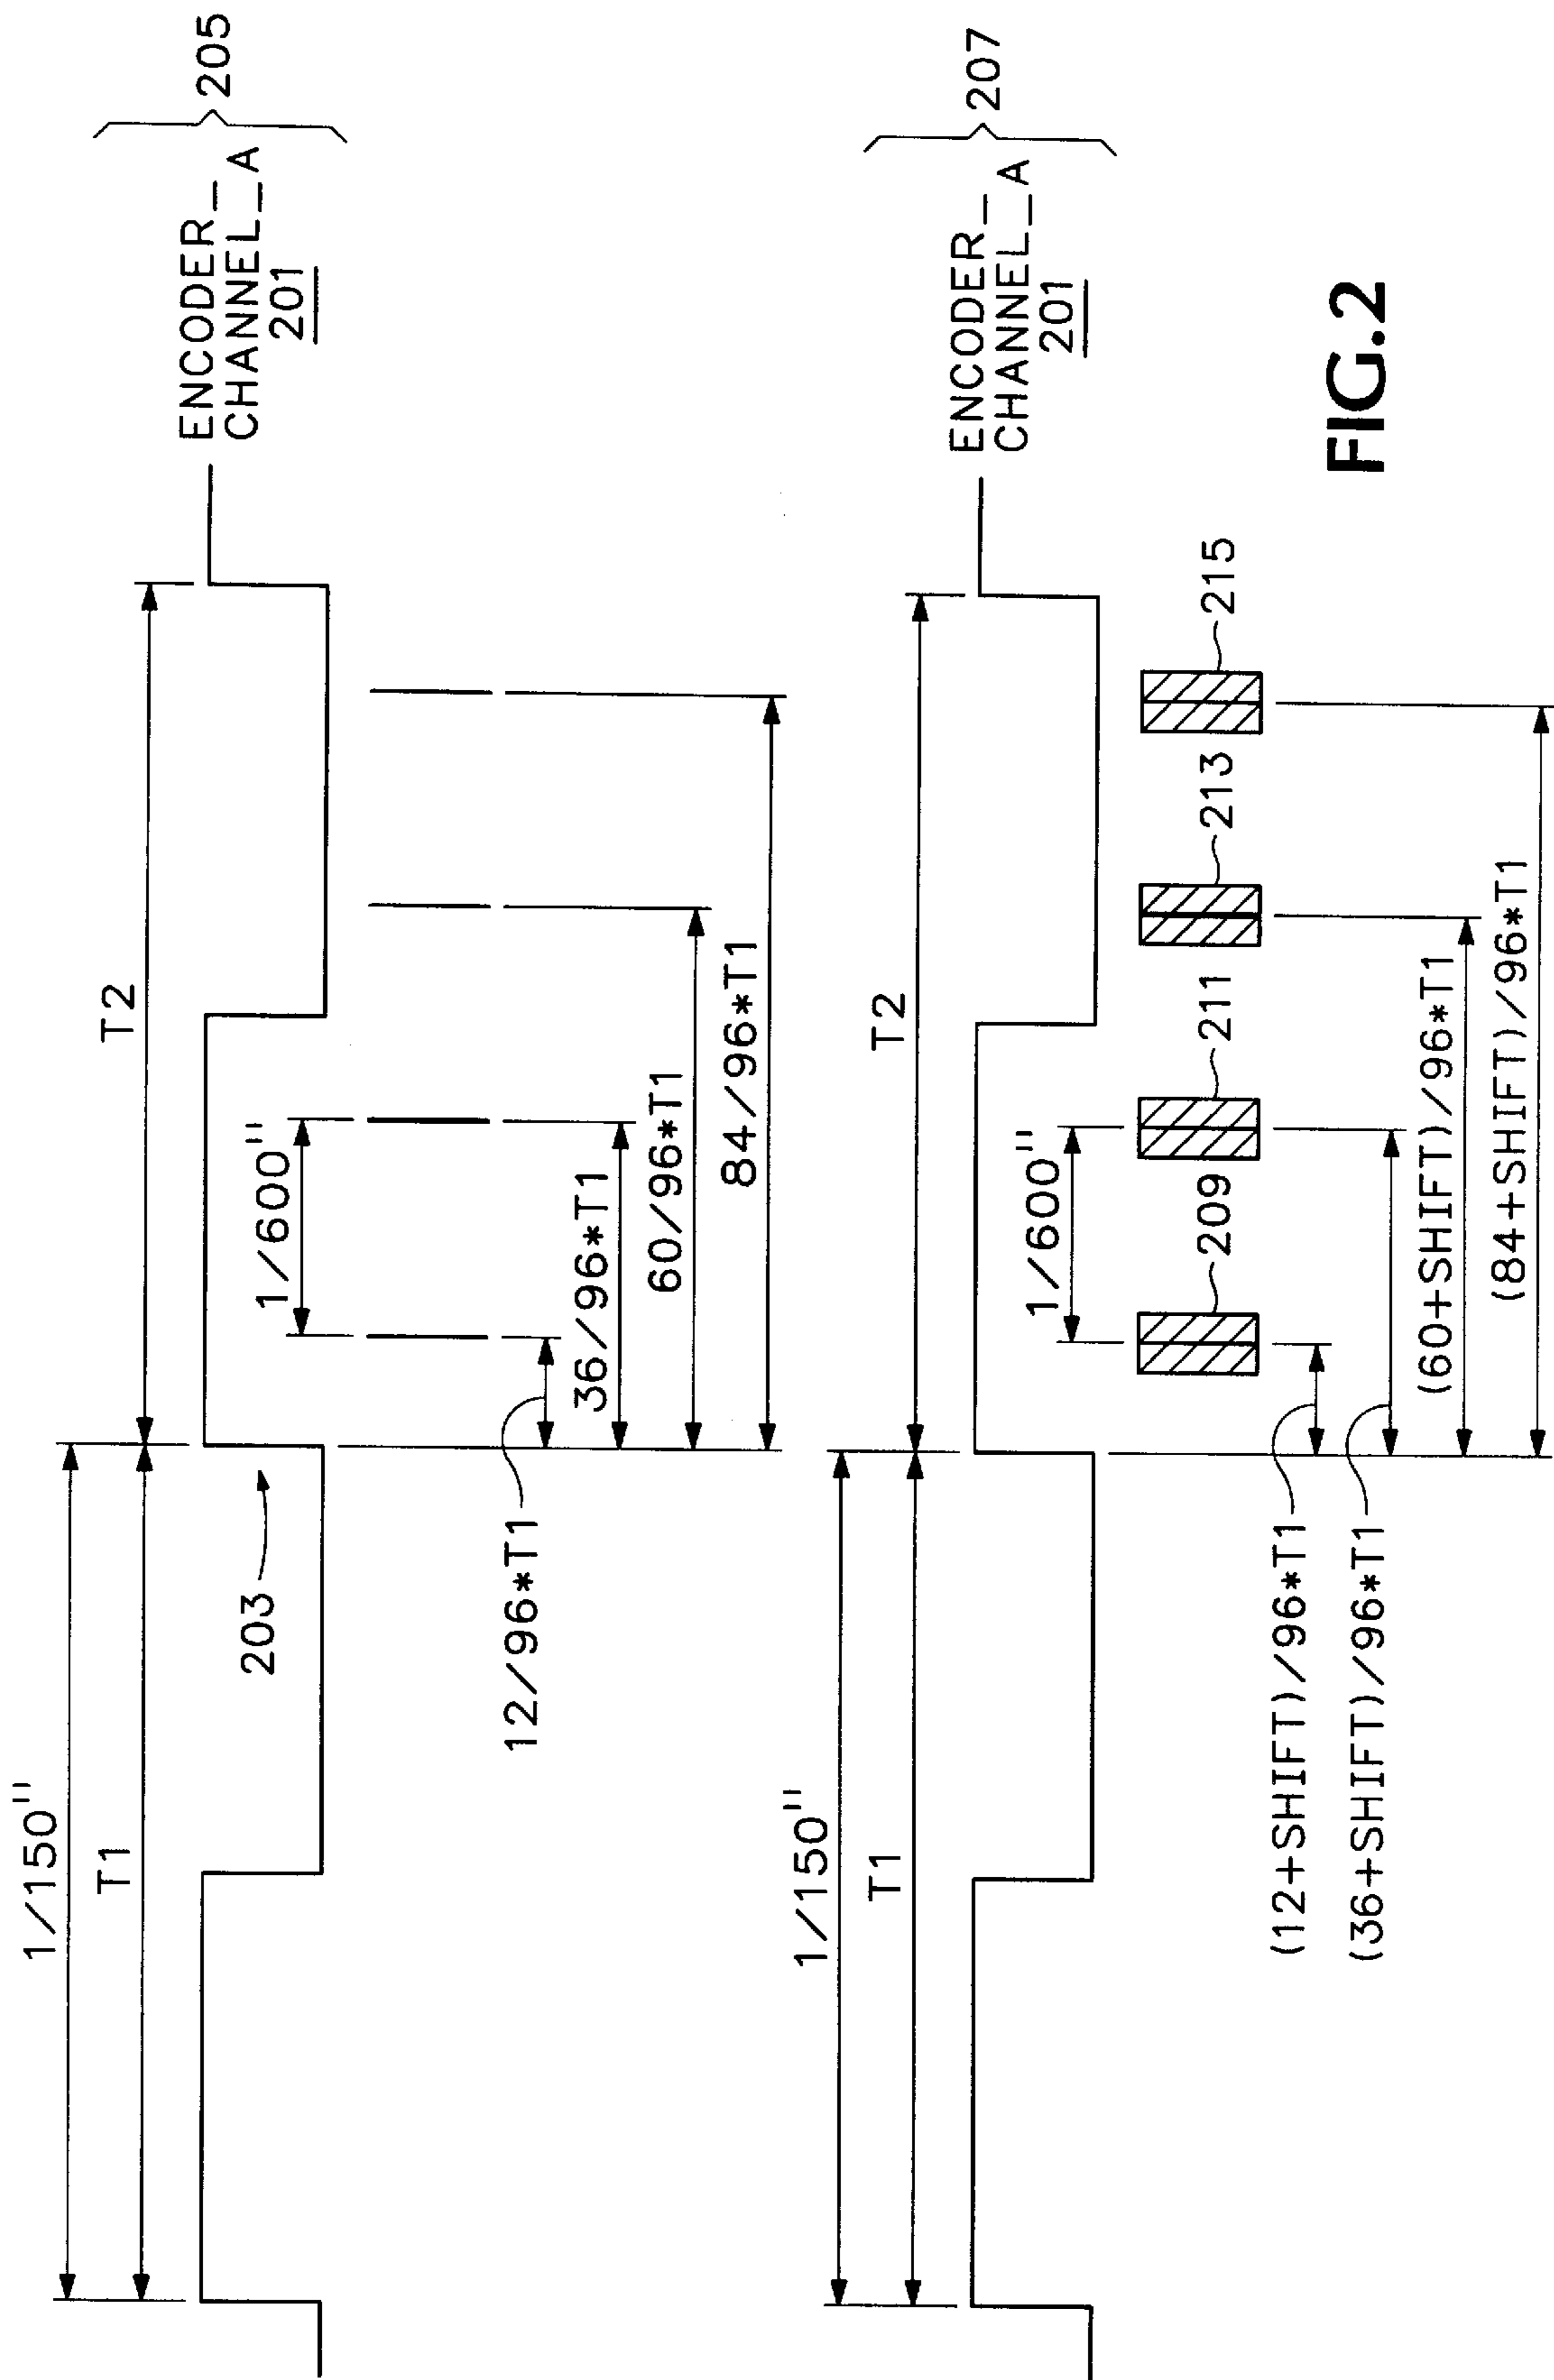 1/150"
T1
T2
ENCODER_
CHANNEL_A
201
205
203
1/600"
12/96*T1
36/96*T1
60/96*T1
84/96*T1
1/150"
T1
T2
ENCODER_
CHANNEL_A
201
207
1/600"
209
211
213
215
(12+SHIFT)/96*T1
(36+SHIFT)/96*T1
(60+SHIFT)/96*T1
(84+SHIFT)/96*T1
FIG.2